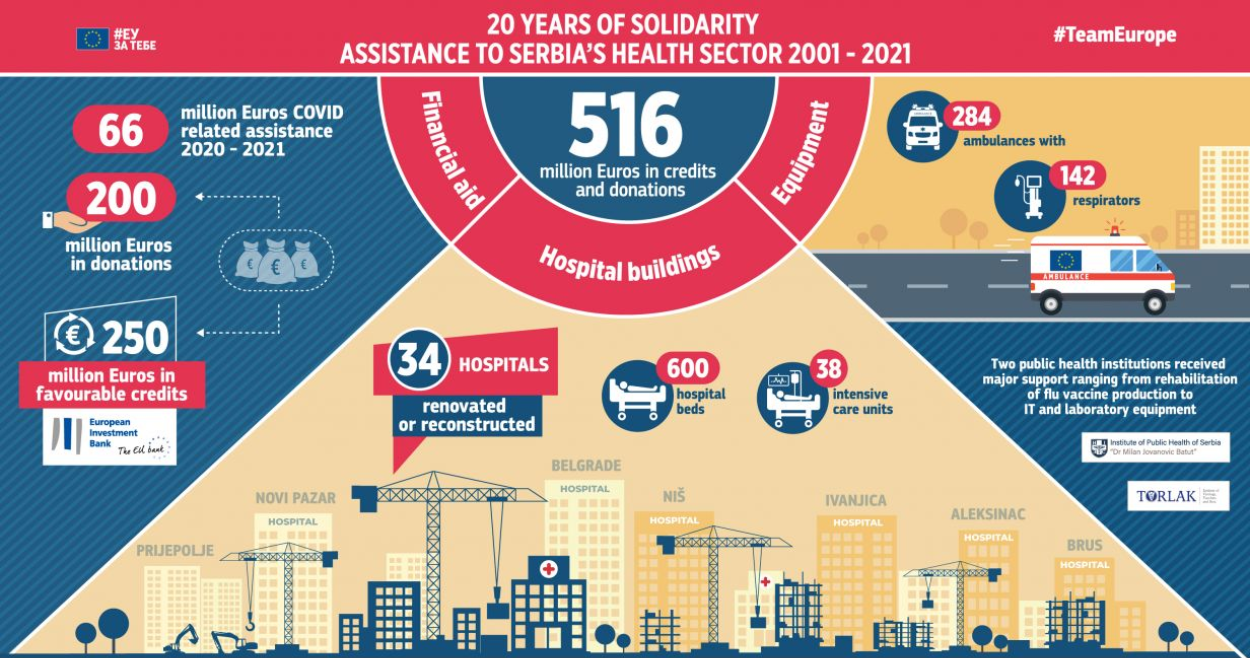 #ЕУ
ЗА ТЕБЕ
20 YEARS OF SOLIDARITY
ASSISTANCE TO SERBIA'S HEALTH SECTOR 2001 - 2021
#TeamEurope
66
million Euros COVID
related assistance
2020 - 2021
200
million Euros
in donations
€ € €
€ 250
million Euros in
favourable credits
European
Investment
Bank
The EU bank
Financial aid
516
million Euros in credits
and donations
Equipment
Hospital buildings
284
ambulances with
142
respirators
AMBULANCE
34 HOSPITALS
renovated
or reconstructed
600
hospital
beds
38
intensive
care units
Two public health institutions received
major support ranging from rehabilitation
of flu vaccine production to
IT and laboratory equipment
Institute of Public Health of Serbia
"Dr Milan Jovanovic Batut"
TORLAK
PRIJEPOLJE
NOVI PAZAR
HOSPITAL
BELGRADE
HOSPITAL
NIŠ
HOSPITAL
IVANJICA
HOSPITAL
ALEKSINAC
HOSPITAL
BRUS
HOSPITAL